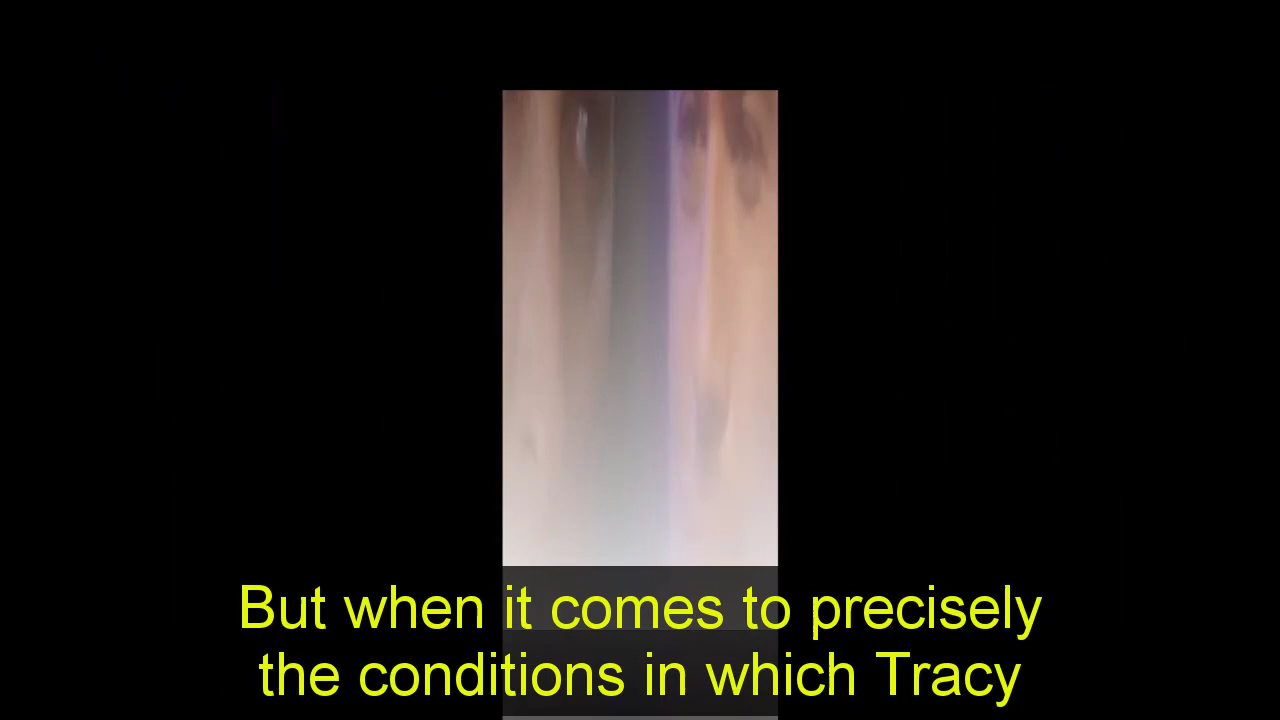 But when it comes to precisely
the conditions in which Tracy